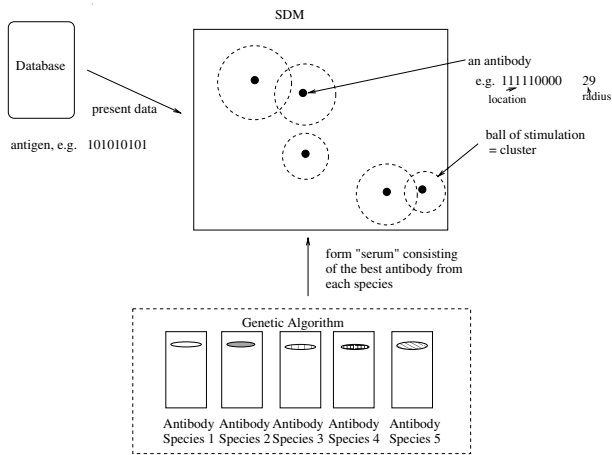 SDM
Database
present data
antigen, e.g. 101010101
an antibody
e.g. 111110000 29
location
radius
ball of stimulation
= cluster
form "serum" consisting
of the best antibody from
each species
Genetic Algorithm
Antibody Antibody Antibody Antibody Antibody
Species 1 Species 2 Species 3 Species 4 Species 5